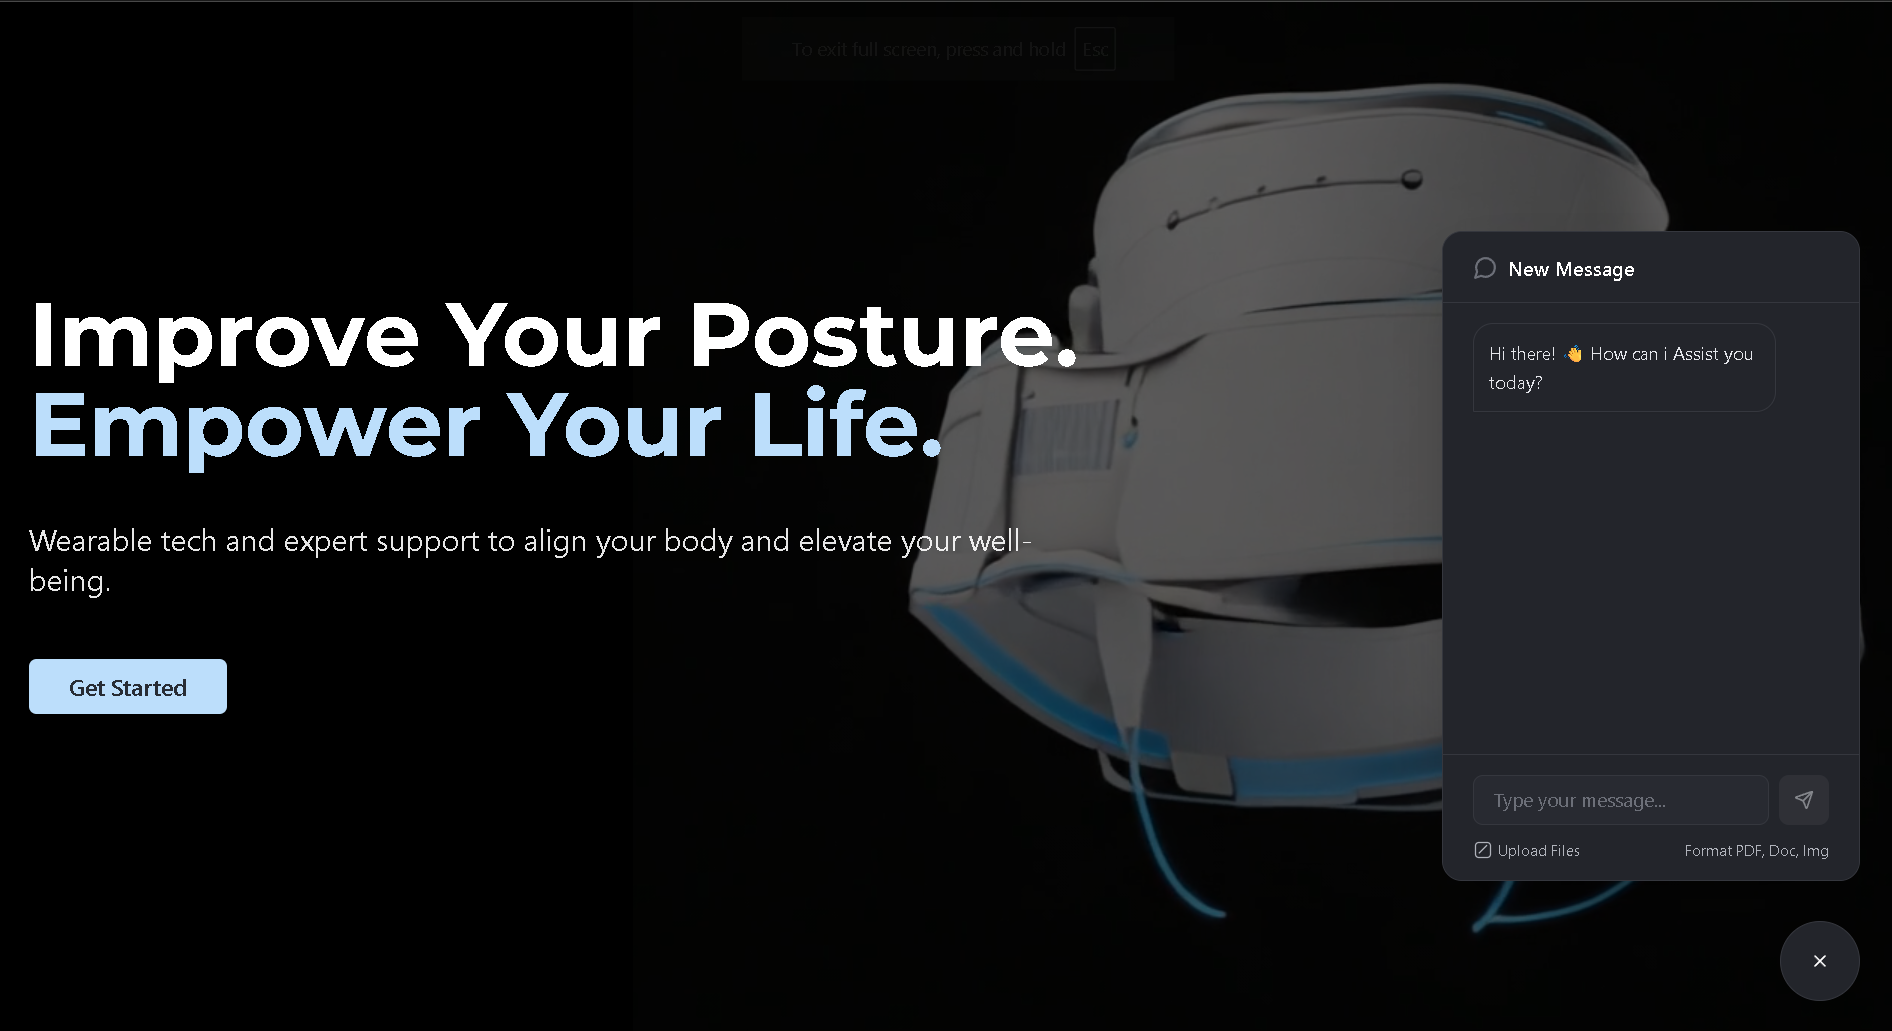 To exit full screen, press and hold Esc
Improve Your Posture.
Empower Your Life.
Wearable tech and expert support to align your body and elevate your well-
being.
Get Started
New Message
Hi there! 👋 How can i Assist you
today?
Type your message...
Upload Files
Format PDF, Doc, Img